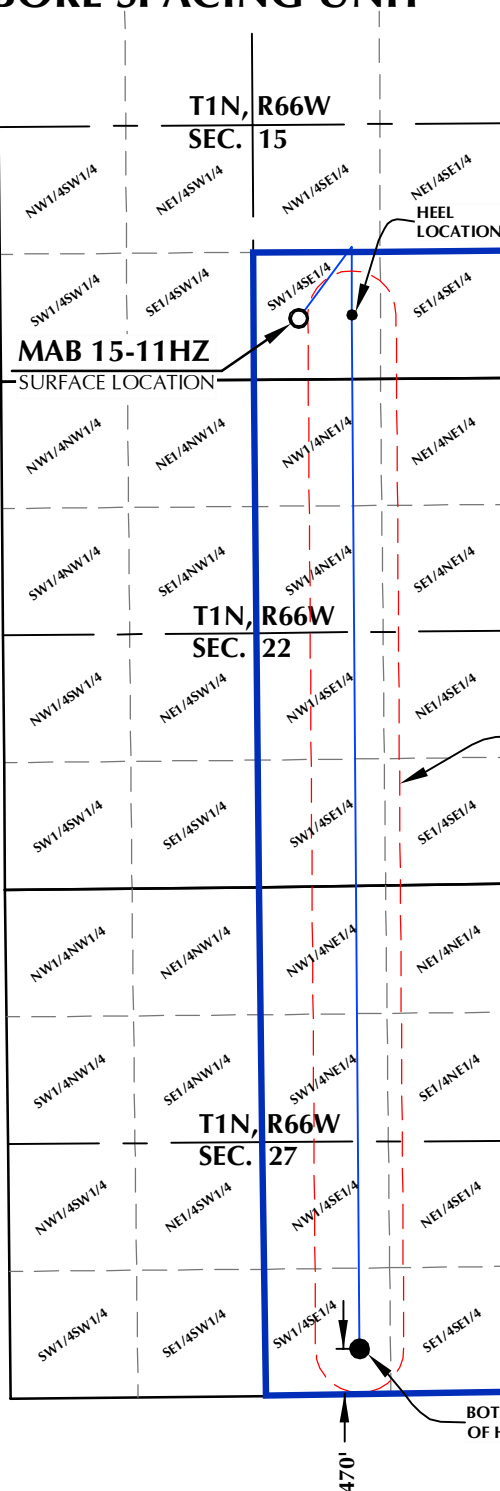 BORE SPACING UNIT
T1N, R66W
SEC. 15
NW1/4SW1/4
NE1/4SW1/4
NW1/4SE1/4
NE1/4SE1/4
HEEL
LOCATION
SW1/4SW1/4
SE1/4SW1/4
SW1/4SE1/4
SE1/4SE1/4
MAB 15-11HZ
SURFACE LOCATION
NW1/4NW1/4
NE1/4NW1/4
NW1/4NE1/4
NE1/4NE1/4
SW1/4NW1/4
SE1/4NW1/4
SW1/4NE1/4
SE1/4NE1/4
T1N, R66W
SEC. 22
NW1/4SW1/4
NE1/4SW1/4
NW1/4SE1/4
NE1/4SE1/4
SW1/4SW1/4
SE1/4SW1/4
SW1/4SE1/4
SE1/4SE1/4
NW1/4NW1/4
NE1/4NW1/4
NW1/4NE1/4
NE1/4NE1/4
SW1/4NW1/4
SE1/4NW1/4
SW1/4NE1/4
SE1/4NE1/4
T1N, R66W
SEC. 27
NW1/4SW1/4
NE1/4SW1/4
NW1/4SE1/4
NE1/4SE1/4
SW1/4SW1/4
SE1/4SW1/4
SW1/4SE1/4
SE1/4SE1/4
BOT
OF H
470'